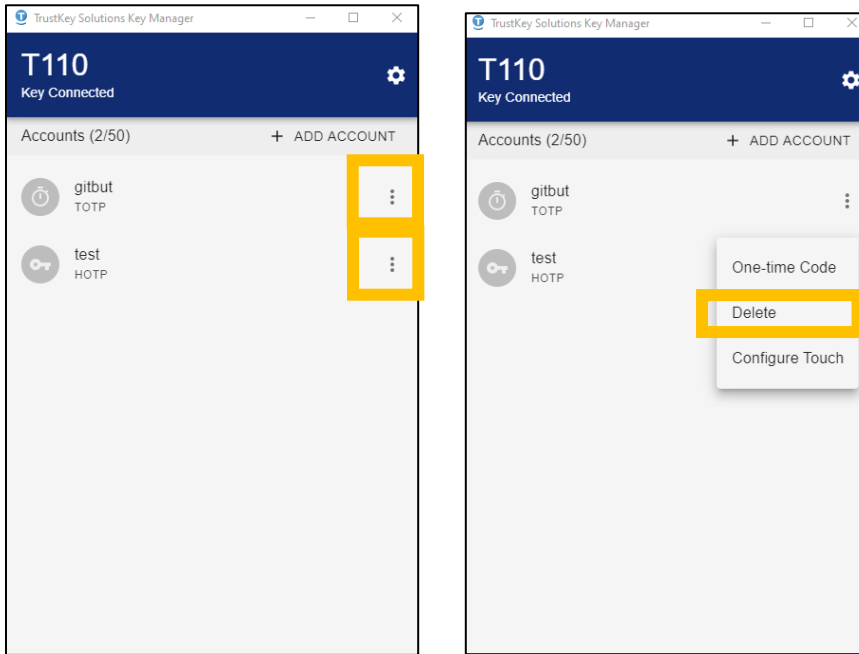 TrustKey Solutions Key Manager
T110
Key Connected
Accounts (2/50)
+ ADD ACCOUNT
gitbut
TOTP
test
HOTP
TrustKey Solutions Key Manager
T110
Key Connected
Accounts (2/50)
+ ADD ACCOUNT
gitbut
TOTP
test
HOTP
One-time Code
Delete
Configure Touch